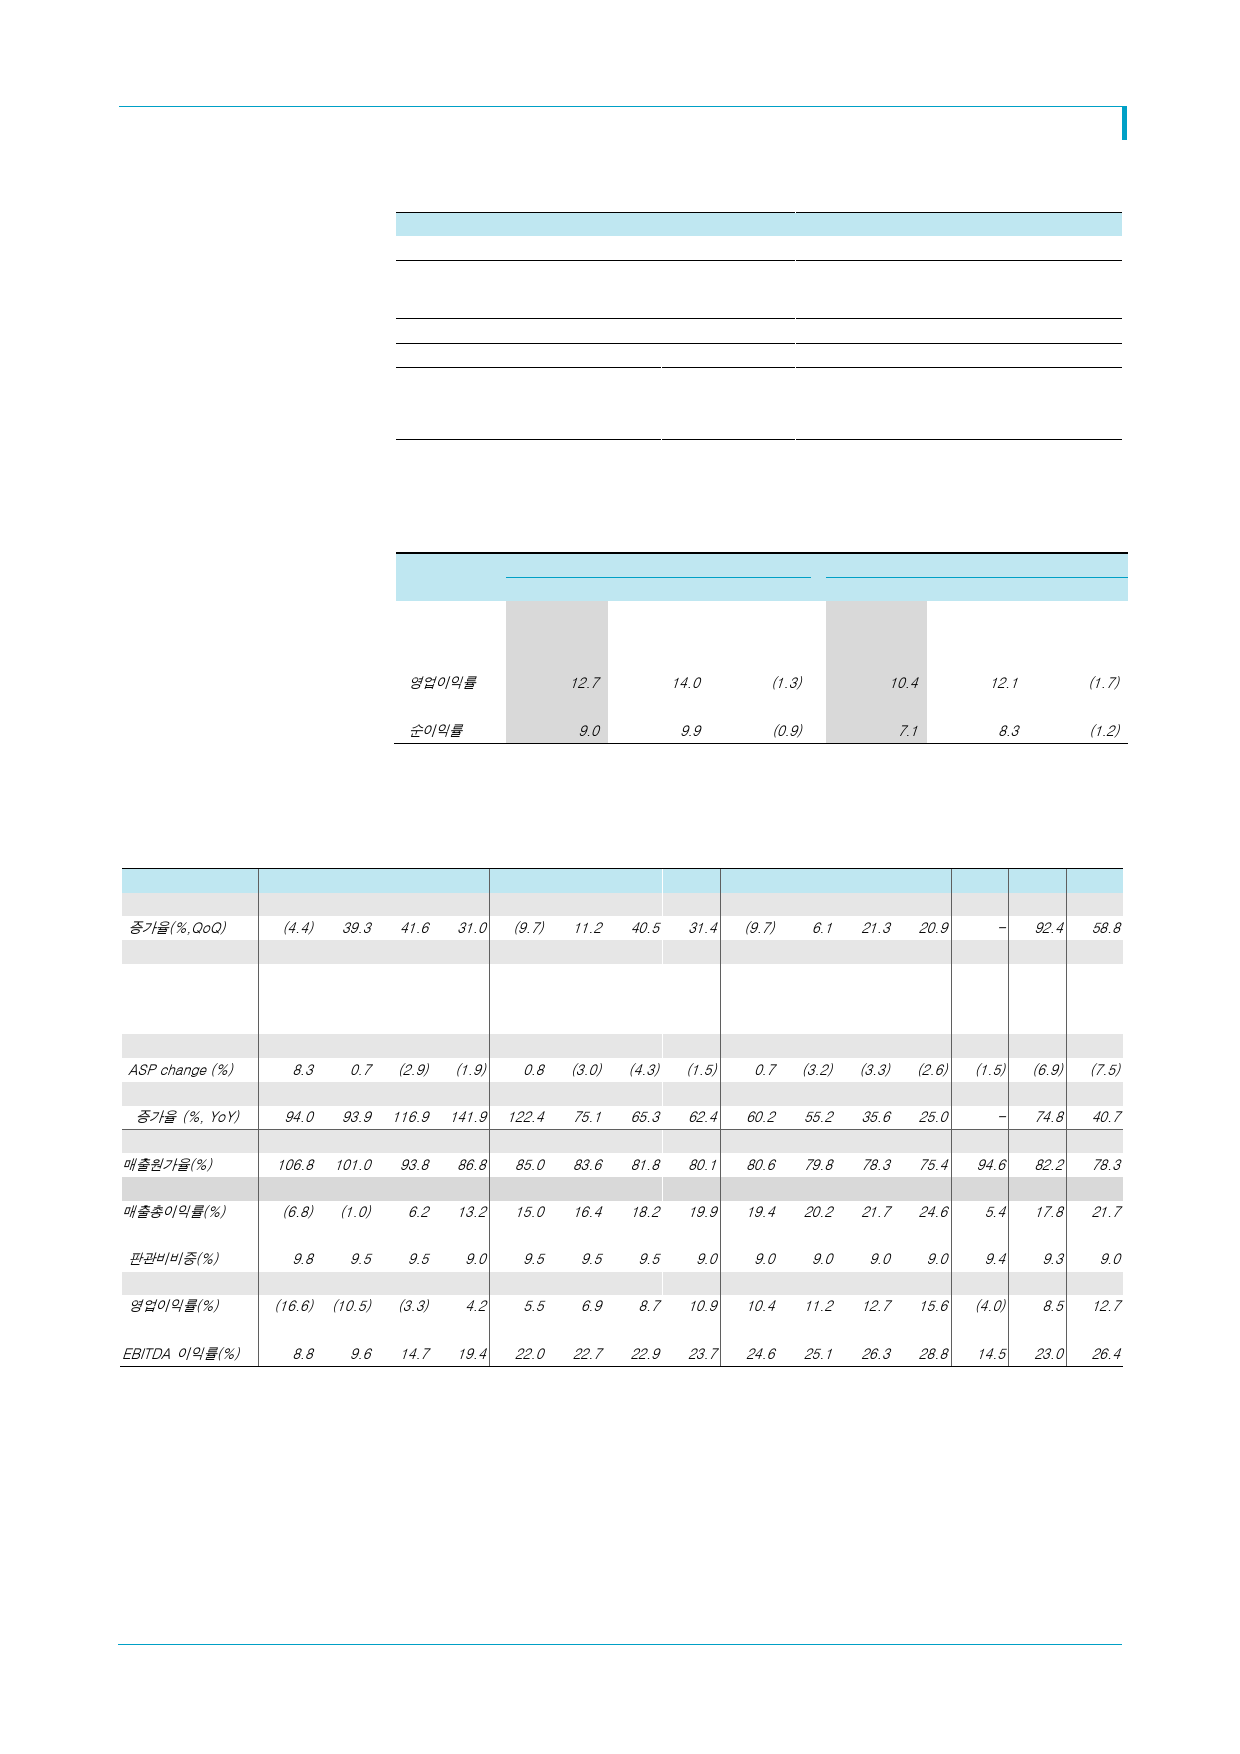 영업이익률 12.7 14.0 (1.3) 10.4 12.1 (1.7)
순이익률 9.0 9.9 (0.9) 7.1 8.3 (1.2)
증가율(%,QoQ) (4.4) 39.3 41.6 31.0 (9.7) 11.2 40.5 31.4 (9.7) 6.1 21.3 20.9 - 92.4 58.8
ASP change (%) 8.3 0.7 (2.9) (1.9) 0.8 (3.0) (4.3) (1.5) 0.7 (3.2) (3.3) (2.6) (1.5) (6.9) (7.5)
증가율 (%, YoY) 94.0 93.9 116.9 141.9 122.4 75.1 65.3 62.4 60.2 55.2 35.6 25.0 - 74.8 40.7
매출원가율(%) 106.8 101.0 93.8 86.8 85.0 83.6 81.8 80.1 80.6 79.8 78.3 75.4 94.6 82.2 78.3
매출총이익률(%) (6.8) (1.0) 6.2 13.2 15.0 16.4 18.2 19.9 19.4 20.2 21.7 24.6 5.4 17.8 21.7
판관비비중(%) 9.8 9.5 9.5 9.0 9.5 9.5 9.5 9.0 9.0 9.0 9.0 9.0 9.4 9.3 9.0
영업이익률(%) (16.6) (10.5) (3.3) 4.2 5.5 6.9 8.7 10.9 10.4 11.2 12.7 15.6 (4.0) 8.5 12.7
EBITDA 이익률(%) 8.8 9.6 14.7 19.4 22.0 22.7 22.9 23.7 24.6 25.1 26.3 28.8 14.5 23.0 26.4